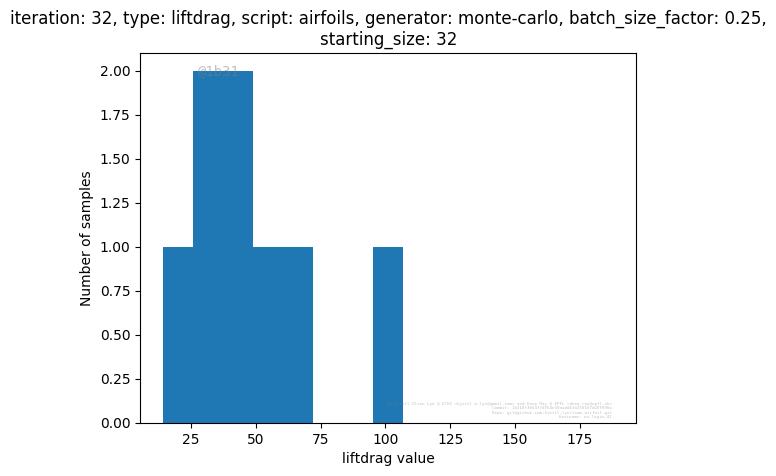 iteration: 32, type: liftdrag, script: airfoils, generator: monte-carlo, batch_size_factor: 0.25,
starting_size: 32
@1b31
2.00
1.75
1.50
1.25
1.00
0.75
0.50
0.25
0.00
Number of samples
25 50 75 100 125 150 175
liftdrag value